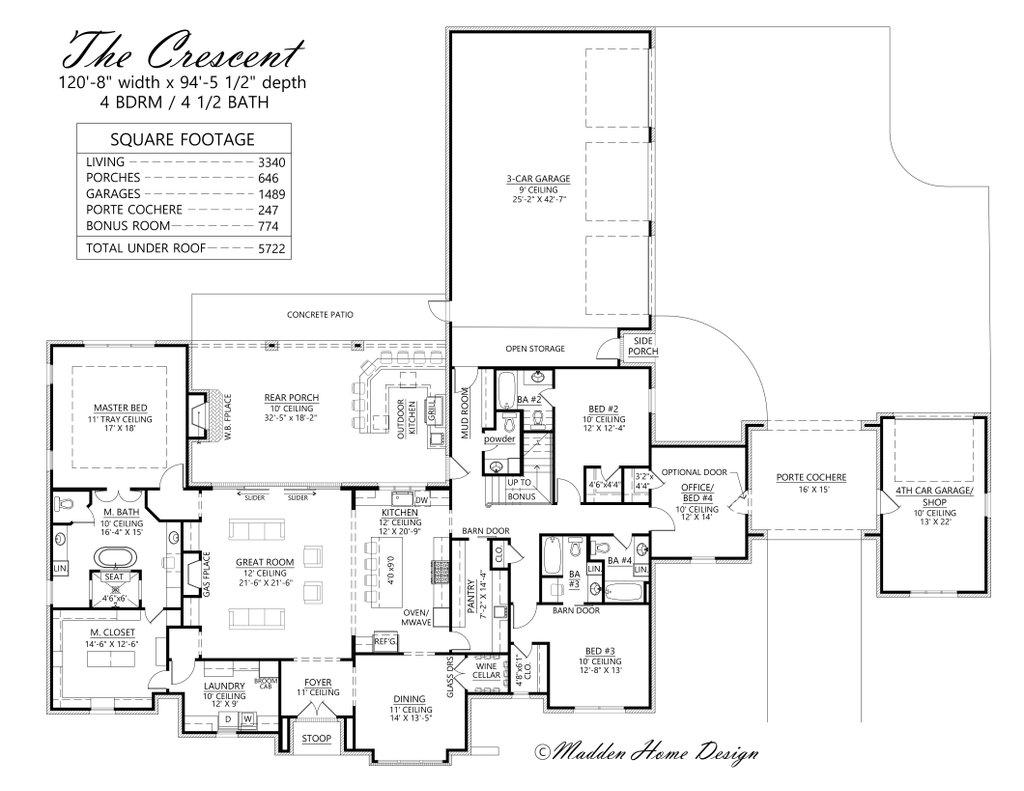 The Crescent
120'-8" width x 94'-5 1/2" depth
4 BDRM / 4 1/2 BATH
SQUARE FOOTAGE
LIVING 3340
PORCHES 646
GARAGES 1489
PORTE COCHERE 247
BONUS ROOM 774
TOTAL UNDER ROOF 5722
3-CAR GARAGE
9' CEILING
25'-2" X 42'-7"
CONCRETE PATIO
OPEN STORAGE
SIDE
PORCH
MASTER BED
11' TRAY CEILING
17' X 18'
W.B. FPLACE
REAR PORCH
10' CEILING
32'-5" x 18'-2"
OUTDOOR
KITCHEN
GRILL
MUD ROOM
BA #2
powder
BED #2
10' CEILING
12' X 12'-4"
UP TO
BONUS
4'6"x4'4"
3'2"x
4'4"
OPTIONAL DOOR
OFFICE/
BED #4
10' CEILING
12' X 14'
PORTE COCHERE
16' X 15'
4TH CAR GARAGE/
SHOP
10' CEILING
13' X 22'
M. BATH
10' CEILING
16'-4" X 15'
LIN.
SEAT
4'6"x6'
SLIDER
SLIDER
GAS FPLACE
GREAT ROOM
12' CEILING
21'-6" X 21'-6"
DW
KITCHEN
12' CEILING
12' X 20'-9"
4'0 x9'0
OVEN/
MWAVE
REF'G
BARN DOOR
CLO.
PANTRY
7'-2" X 14'-4"
BA
#3
LIN.
BA #4
LIN.
BARN DOOR
M. CLOSET
14'-6" X 12'-6"
LAUNDRY
10' CEILING
12' X 9'
BROOM
CAB
D
W
FOYER
11' CEILING
STOOP
DINING
11' CEILING
14' X 13'-5"
GLASS DRS
WINE
CELLAR
4'8"x6'1"
CLO.
BED #3
10' CEILING
12'-8" X 13'
© Madden Home Design